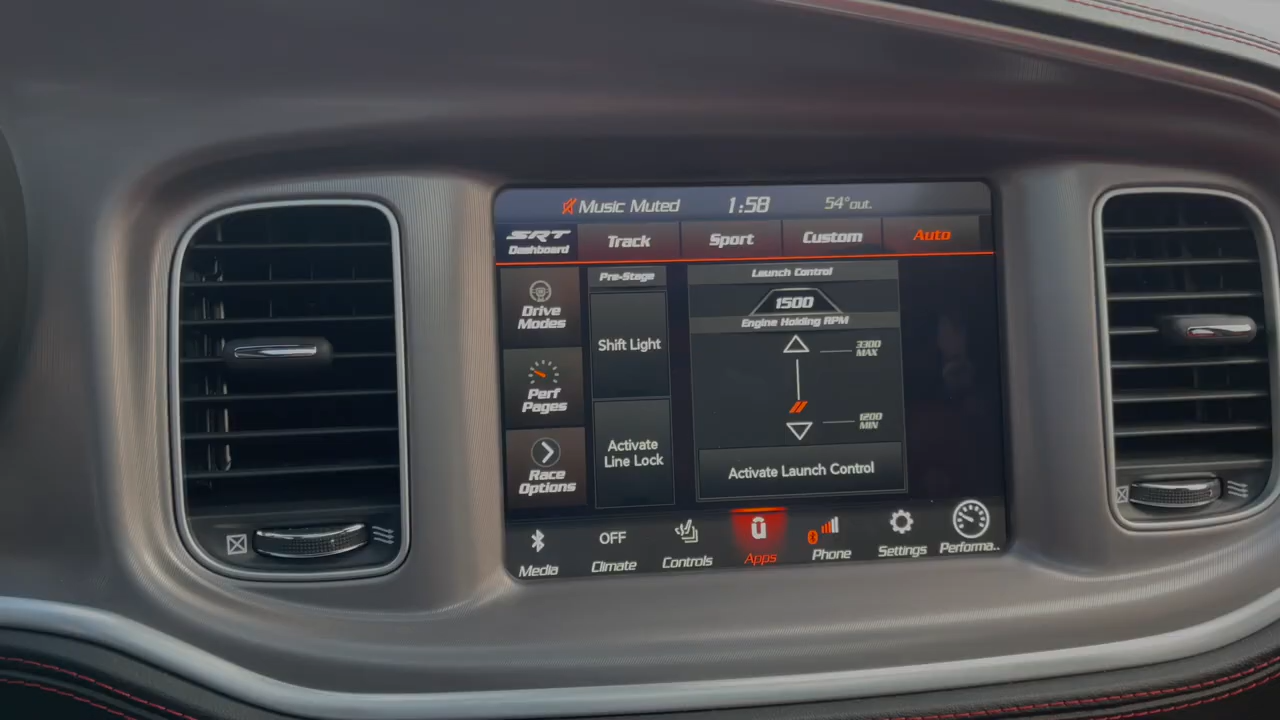 Music Muted 1:58 54°out.
SRT
Dashboard
Track
Sport
Custom
Auto
Drive
Modes
Perf
Pages
Race
Options
Pre-Stage
Shift Light
Activate
Line Lock
Launch Control
1500
Engine Holding RPM
3300
MAX
1200
MIN
Activate Launch Control
Media
OFF
Climate
Controls
Apps
Phone
Settings
Performa..